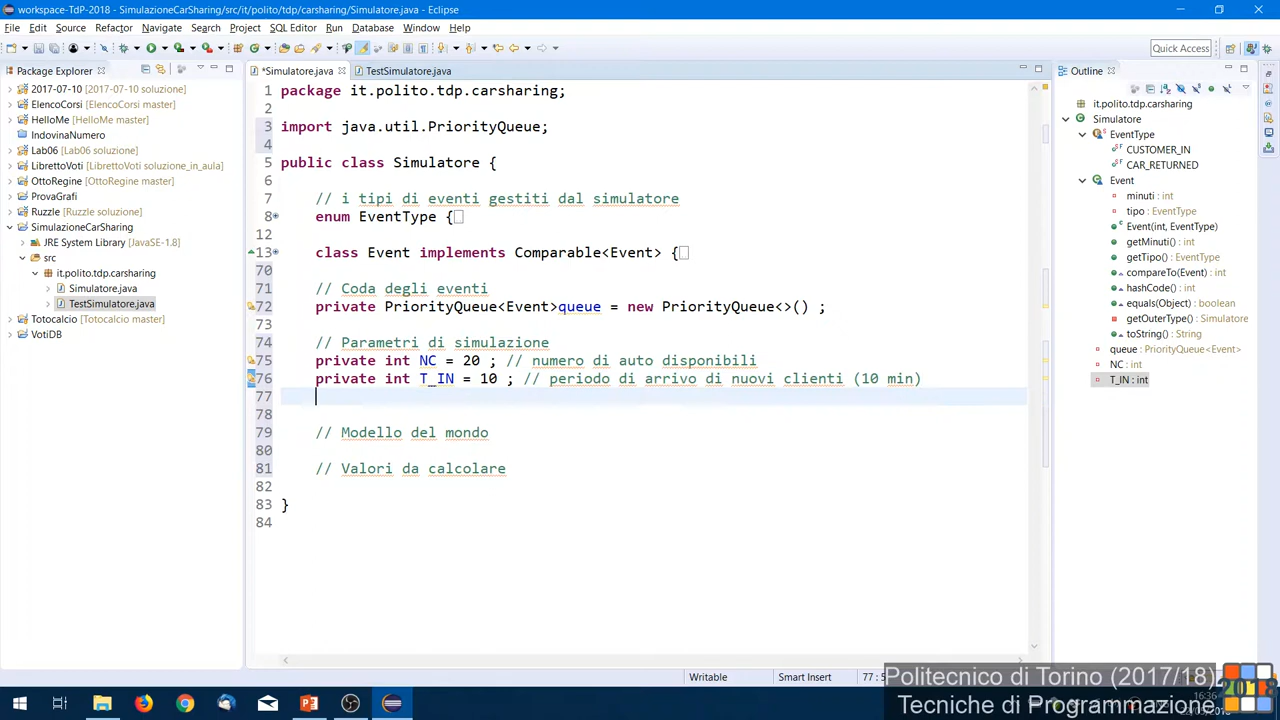 workspace-TdP-2018 - SimulazioneCarSharing/src/it/polito/tdp/carsharing/Simulatore.java - Eclipse
File Edit Source Refactor Navigate Search Project SQL Editor Run Database Window Help
Quick Access
Package Explorer
*Simulatore.java
TestSimulatore.java
Outline
2017-07-10 [2017-07-10 soluzione]
ElencoCorsi [ElencoCorsi master]
HelloMe [HelloMe master]
IndovinaNumero
Lab06 [Lab06 soluzione]
LibrettoVoti [LibrettoVoti soluzione_in_aula]
OttoRegine [OttoRegine master]
ProvaGrafi
Ruzzle [Ruzzle soluzione]
SimulazioneCarSharing
JRE System Library [JavaSE-1.8]
src
it.polito.tdp.carsharing
Simulatore.java
TestSimulatore.java
Totocalcio [Totocalcio master]
VotiDB
1 package it.polito.tdp.carsharing;
2
3 import java.util.PriorityQueue;
4
5 public class Simulatore {
6
7 // i tipi di eventi gestiti dal simulatore
8 enum EventType {
12
13 class Event implements Comparable<Event> {
70
71 // Coda degli eventi
72 private PriorityQueue<Event>queue = new PriorityQueue<>() ;
73
74 // Parametri di simulazione
75 private int NC = 20 ; // numero di auto disponibili
76 private int T_IN = 10 ; // periodo di arrivo di nuovi clienti (10 min)
77
78
79 // Modello del mondo
80
81 // Valori da calcolare
82
83 }
84
it.polito.tdp.carsharing
Simulatore
EventType
CUSTOMER_IN
CAR_RETURNED
Event
minuti : int
tipo : EventType
Event(int, EventType)
getMinuti() : int
getTipo() : EventType
compareTo(Event) : int
hashCode() : int
equals(Object) : boolean
getOuterType() : Simulatore
toString() : String
queue : PriorityQueue<Event>
NC : int
T_IN : int
Writable
Smart Insert
77 : 5
Politecnico di Torino (2017/18)
Tecniche di Programmazione
2018
16:36